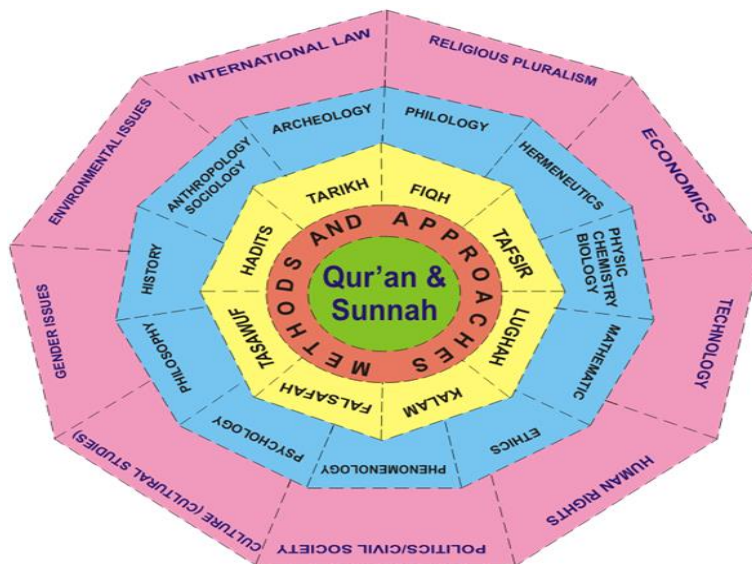 INTERNATIONAL LAW
RELIGIOUS PLURALISM
ECONOMICS
TECHNOLOGY
HUMAN RIGHTS
POLITICS/CIVIL SOCIETY
CULTURE (CULTURAL STUDIES)
GENDER ISSUES
ENVIRONMENTAL ISSUES
ARCHEOLOGY
PHILOLOGY
HERMENEUTICS
PHYSIC
CHEMISTRY
BIOLOGY
MATHEMATIC
ETHICS
PHENOMENOLOGY
PSYCHOLOGY
PHILOSOPHY
HISTORY
ANTHROPOLOGY
SOCIOLOGY
TARIKH
FIQH
TAFSIR
LUGHAH
KALAM
FALSAFAH
TASAWUF
HADITS
METHODS AND APPROACHES
Qur'an &
Sunnah